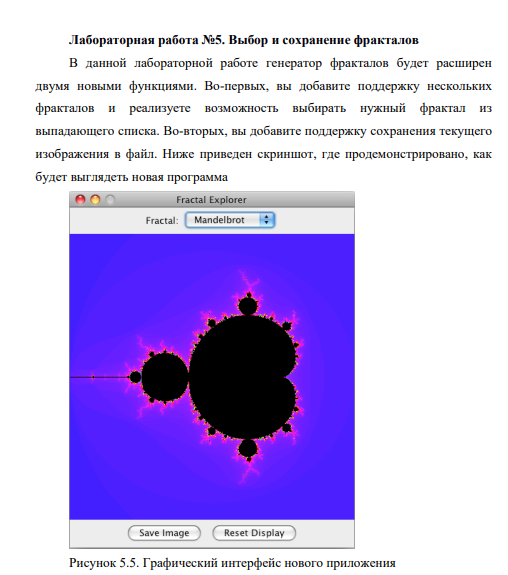 Лабораторная работа №5. Выбор и сохранение фракталов
В данной лабораторной работе генератор фракталов будет расширен
двумя новыми функциями. Во-первых, вы добавите поддержку нескольких
фракталов и реализуете возможность выбирать нужный фрактал из
выпадающего списка. Во-вторых, вы добавите поддержку сохранения текущего
изображения в файл. Ниже приведен скриншот, где продемонстрировано, как
будет выглядеть новая программа
Fractal Explorer
Fractal: Mandelbrot
Save Image Reset Display
Рисунок 5.5. Графический интерфейс нового приложения